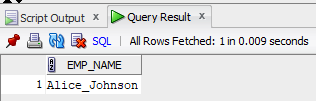 Script Output × Query Result ×
SQL | All Rows Fetched: 1 in 0.009 seconds
EMP_NAME
1 Alice_Johnson